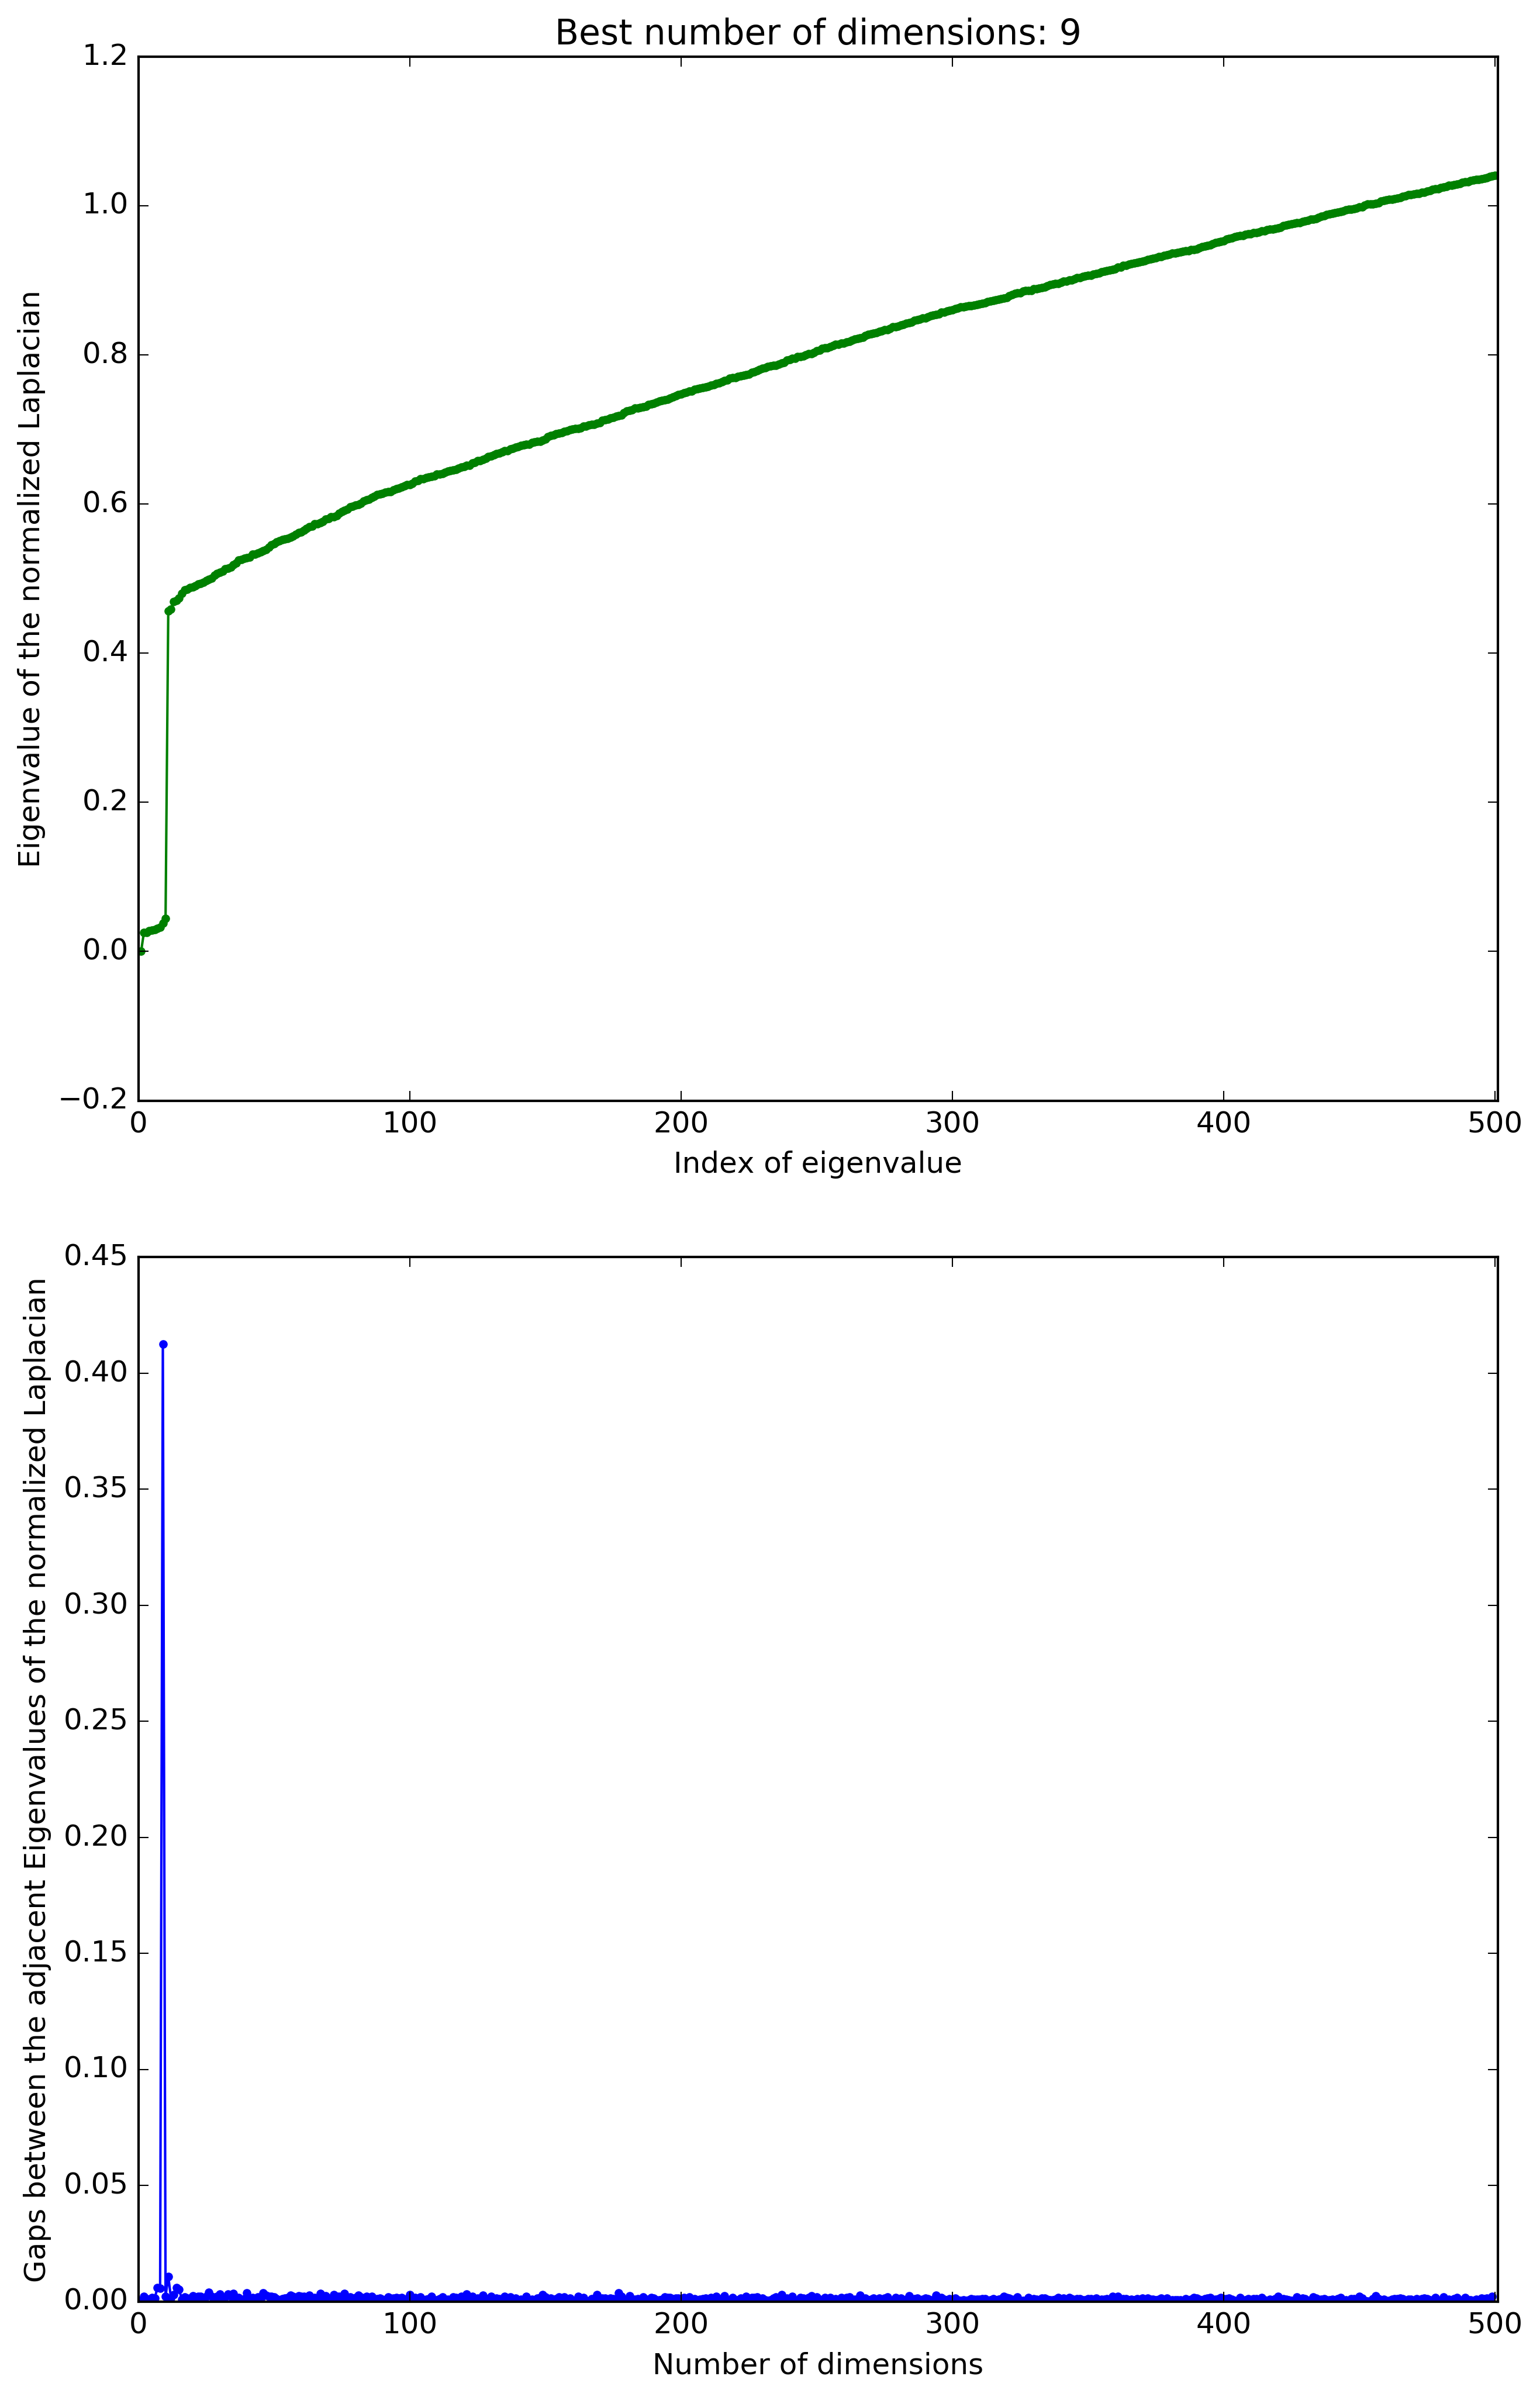 Best number of dimensions: 9
1.2
1.0
0.8
0.6
0.4
0.2
0.0
−0.2
Eigenvalue of the normalized Laplacian
0 100 200 300 400 500
Index of eigenvalue
0.45
0.40
0.35
0.30
0.25
0.20
0.15
0.10
0.05
0.00
Gaps between the adjacent Eigenvalues of the normalized Laplacian
0 100 200 300 400 500
Number of dimensions